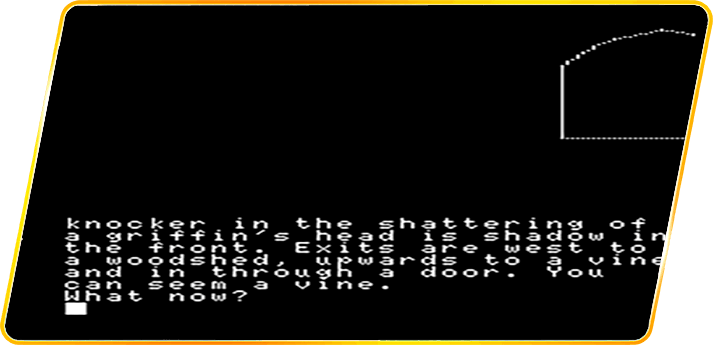 knocker in the shattering of
a griffin's head is shadow in
the front. Exits are west to
a woodshed, upwards to a vine
and in through a door. You
can seem a vine.
What now?